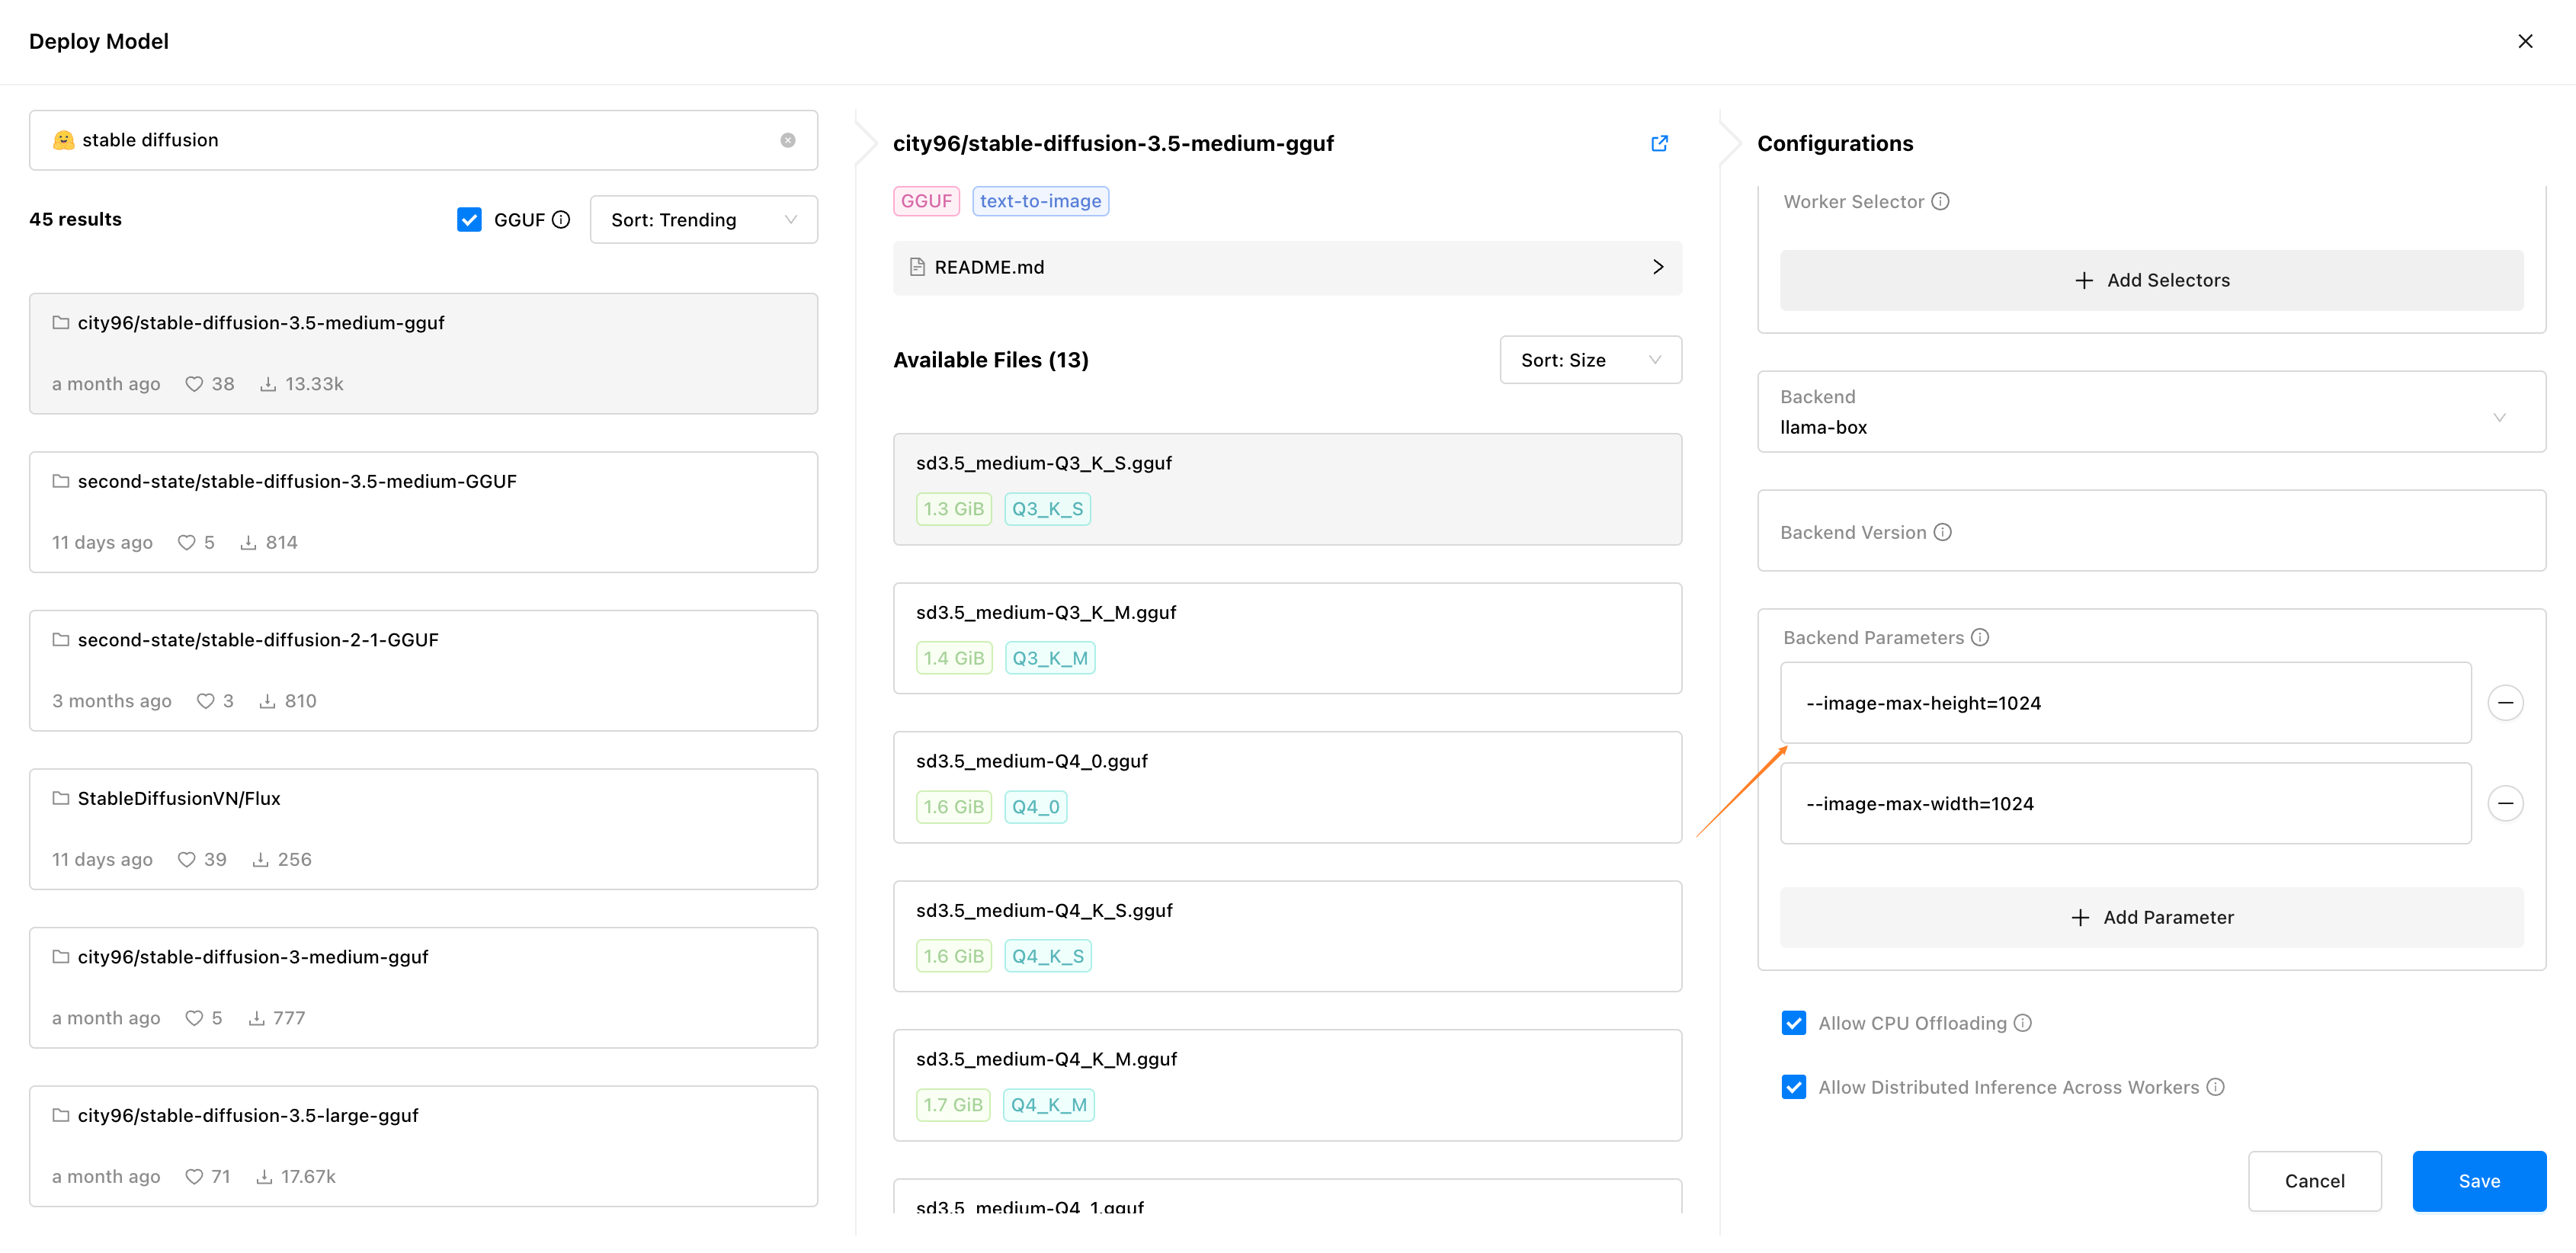 Deploy Model
stable diffusion
45 results
GGUF
Sort: Trending
city96/stable-diffusion-3.5-medium-gguf
a month ago 38 13.33k
second-state/stable-diffusion-3.5-medium-GGUF
11 days ago 5 814
second-state/stable-diffusion-2-1-GGUF
3 months ago 3 810
StableDiffusionVN/Flux
11 days ago 39 256
city96/stable-diffusion-3-medium-gguf
a month ago 5 777
city96/stable-diffusion-3.5-large-gguf
a month ago 71 17.67k
city96/stable-diffusion-3.5-medium-gguf
GGUF text-to-image
README.md
Available Files (13)
Sort: Size
sd3.5_medium-Q3_K_S.gguf
1.3 GiB Q3_K_S
sd3.5_medium-Q3_K_M.gguf
1.4 GiB Q3_K_M
sd3.5_medium-Q4_0.gguf
1.6 GiB Q4_0
sd3.5_medium-Q4_K_S.gguf
1.6 GiB Q4_K_S
sd3.5_medium-Q4_K_M.gguf
1.7 GiB Q4_K_M
sd3.5_medium-Q4_1.gguf
Configurations
Worker Selector
Add Selectors
Backend
llama-box
Backend Version
Backend Parameters
--image-max-height=1024
--image-max-width=1024
Add Parameter
Allow CPU Offloading
Allow Distributed Inference Across Workers
Cancel
Save